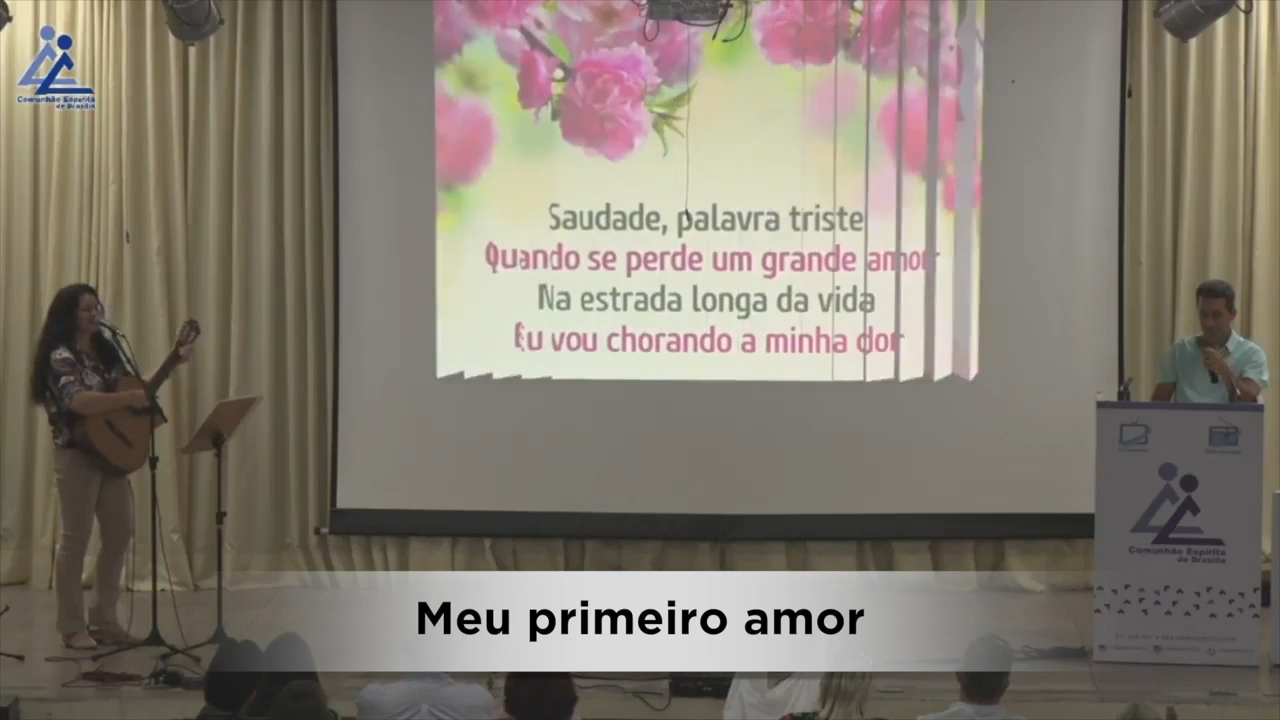 Comunhão Espírita
de Brasília
Saudade, palavra triste
Quando se perde um grande amor
Na estrada longa da vida
Eu vou chorando a minha dor
Comunhão Espírita
de Brasília
Meu primeiro amor